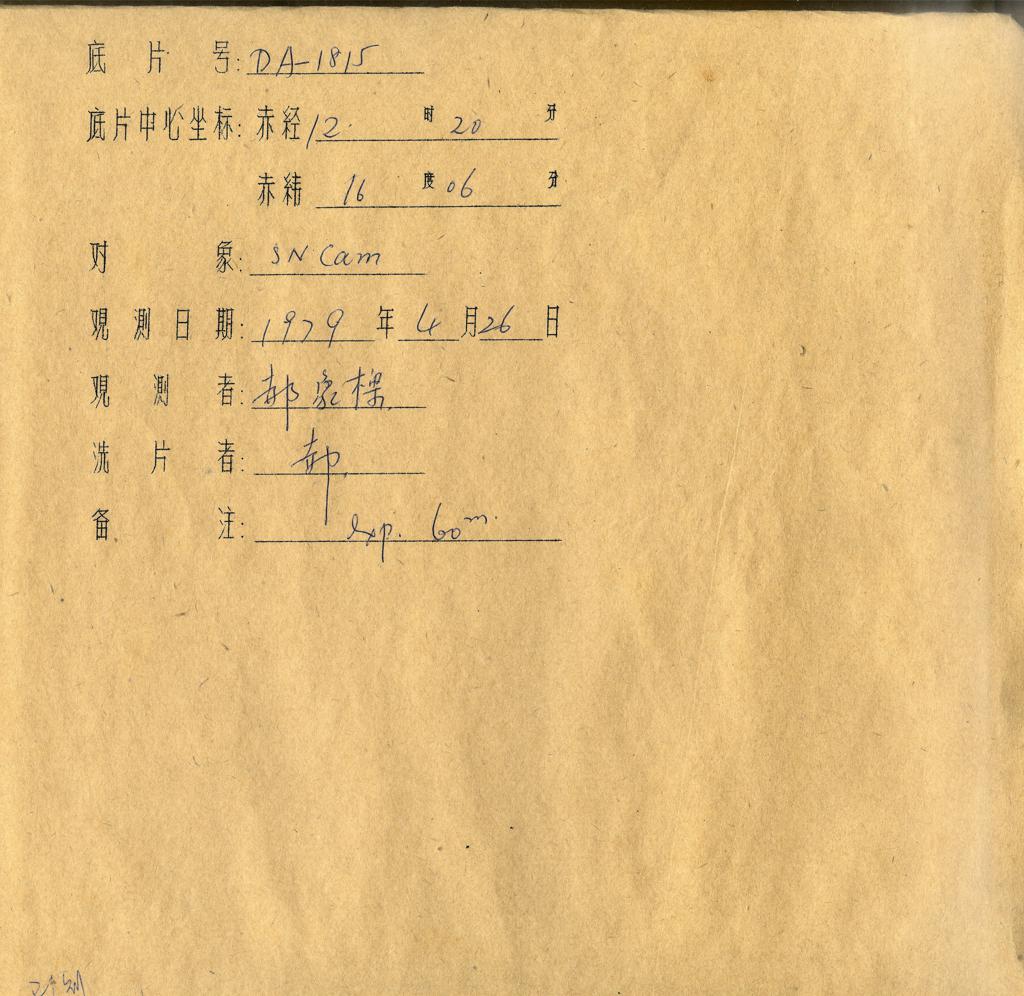 底片号: DA-1815
底片中心坐标: 赤经 12 时 20 分
赤纬 16 度 06 分
对象: SN Cam
观测日期: 1979 年 4 月 26 日
观测者: 郝象樑
洗片者: 郝
备注: exp. 60m